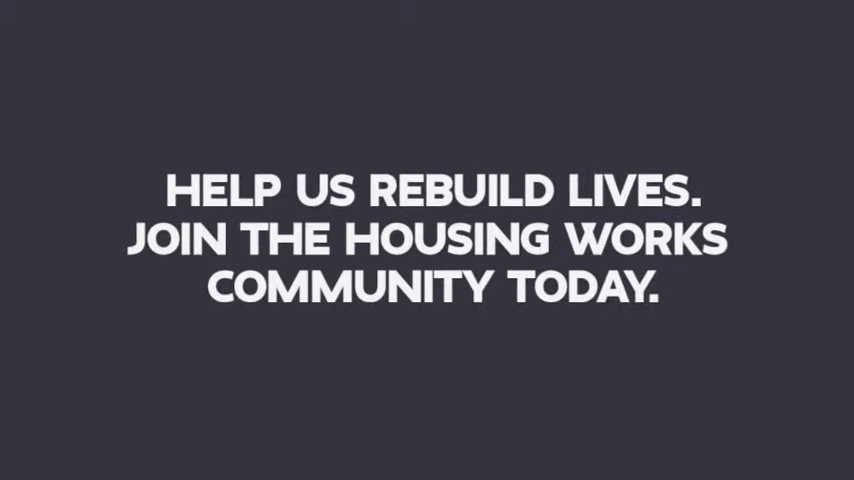 HELP US REBUILD LIVES.
JOIN THE HOUSING WORKS
COMMUNITY TODAY.